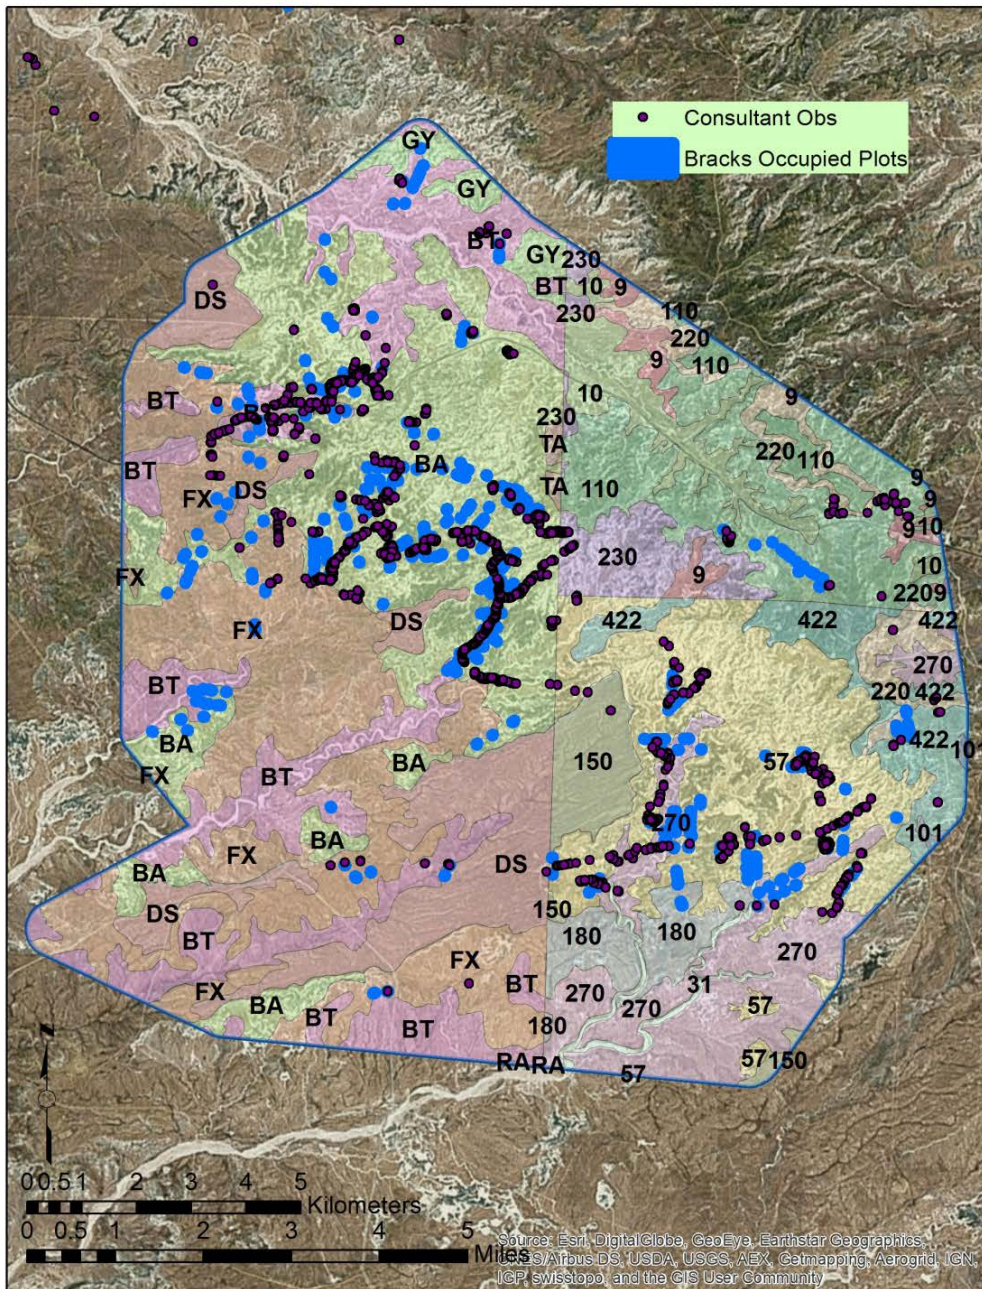 Consultant Obs
Bracks Occupied Plots
GY
GY
BT
GY 230
BT 10 9
DS
230
110
220
9 110
10
9
BT
230
TA
BA
220 110
BT
9
DS
TA
110
FX
9
9 10
230
10
FX
9
2209
DS
422
422
422
FX
270
BT
220 422
BA
422
101
FX
150
57
BA
BT
270
101
FX
BA
BA
DS
DS
150
180
180
BT
270
FX
FX
31
BA
270
270
57
BT
BT
BT
180
57 150
RA RA
57
N
0 0.5 1 2 3 4 5
Kilometers
0 0.5 1 2 3 4 5
Miles
Source: Esri, DigitalGlobe, GeoEye, Earthstar Geographics,
CNES/Airbus DS, USDA, USGS, AEX, Getmapping, Aerogrid, IGN,
IGP, swisstopo, and the GIS User Community